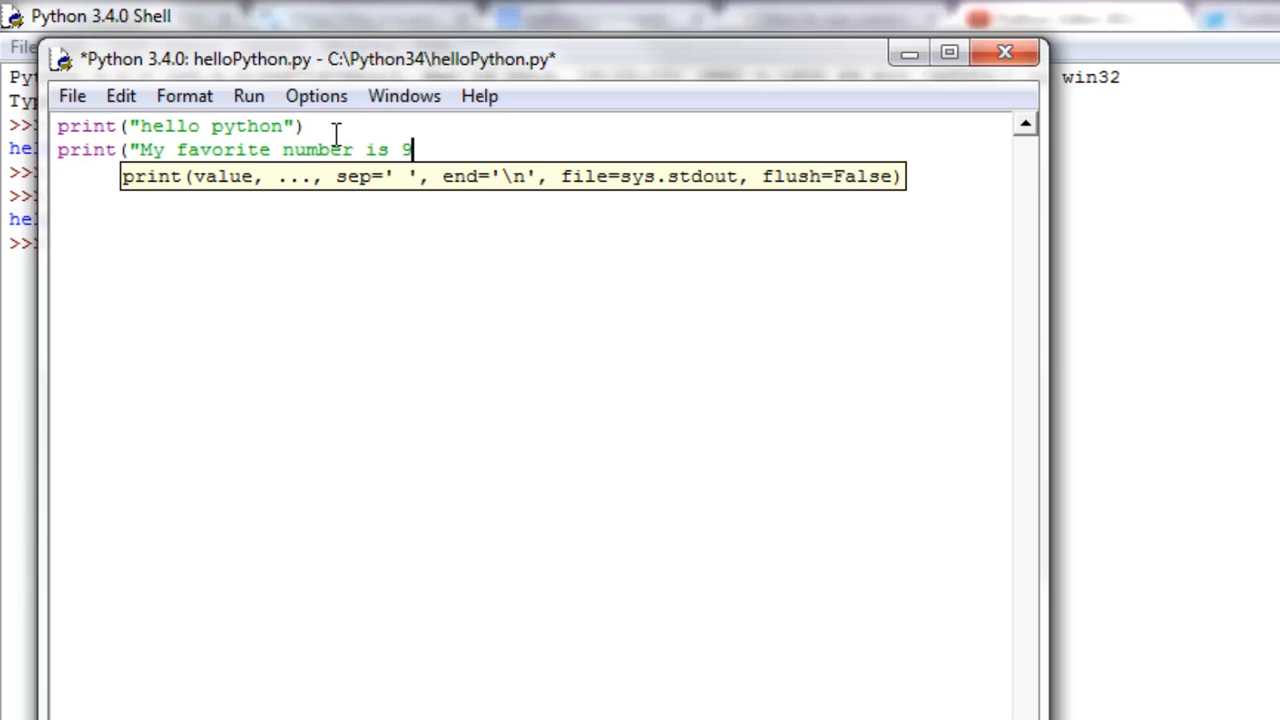 Python 3.4.0 Shell
File
*Python 3.4.0: helloPython.py - C:\Python34\helloPython.py*
win32
File Edit Format Run Options Windows Help
>>>
print("hello python")
print("My favorite number is 9
print(value, ..., sep=' ', end='\n', file=sys.stdout, flush=False)